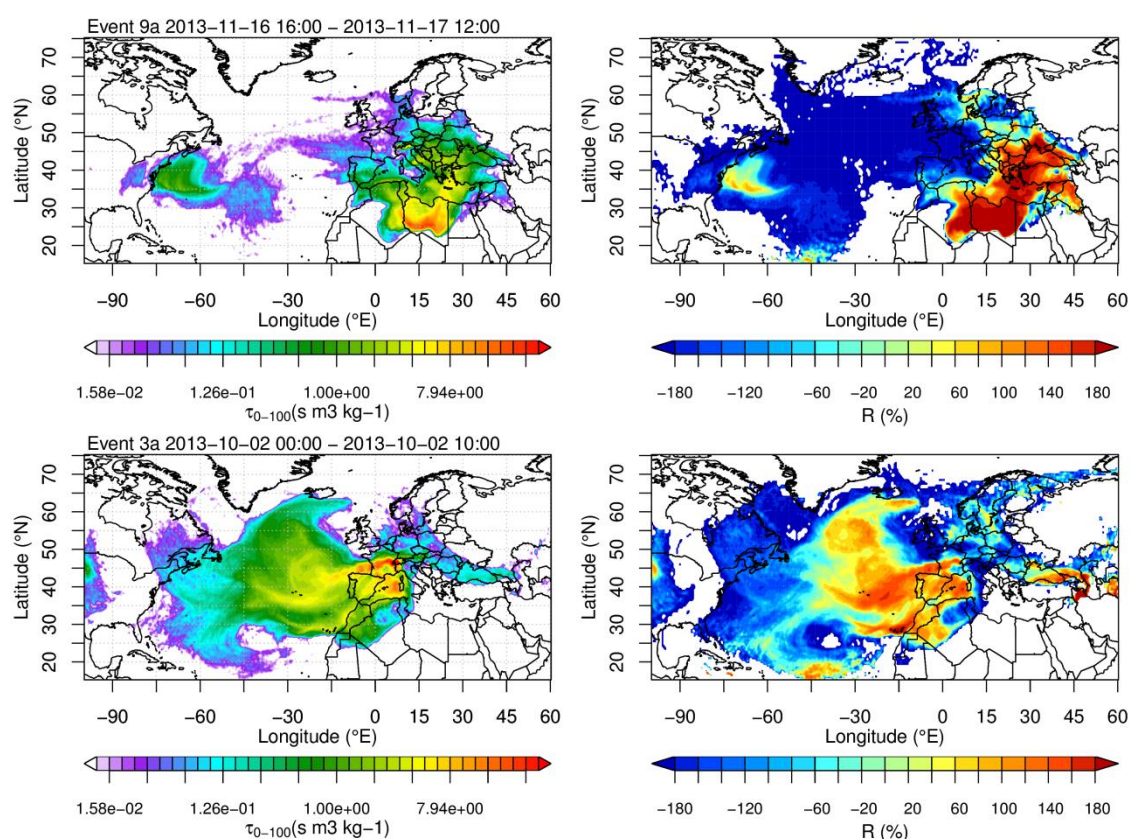 Event 9a 2013−11−16 16:00 − 2013−11−17 12:00
Latitude (°N)
70
60
50
40
30
20
−90 −60 −30 0 15 30 45 60
Longitude (°E)
1.58e−02 1.26e−01 1.00e+00 7.94e+00
τ0−100(s m3 kg−1)
Latitude (°N)
70
60
50
40
30
20
−90 −60 −30 0 15 30 45 60
Longitude (°E)
−180 −140 −100 −60 −20 20 60 100 140 180
R (%)
Event 3a 2013−10−02 00:00 − 2013−10−02 10:00
Latitude (°N)
70
60
50
40
30
20
−90 −60 −30 0 15 30 45 60
Longitude (°E)
1.58e−02 1.26e−01 1.00e+00 7.94e+00
τ0−100(s m3 kg−1)
Latitude (°N)
70
60
50
40
30
20
−90 −60 −30 0 15 30 45 60
Longitude (°E)
−180 −140 −100 −60 −20 20 60 100 140 180
R (%)